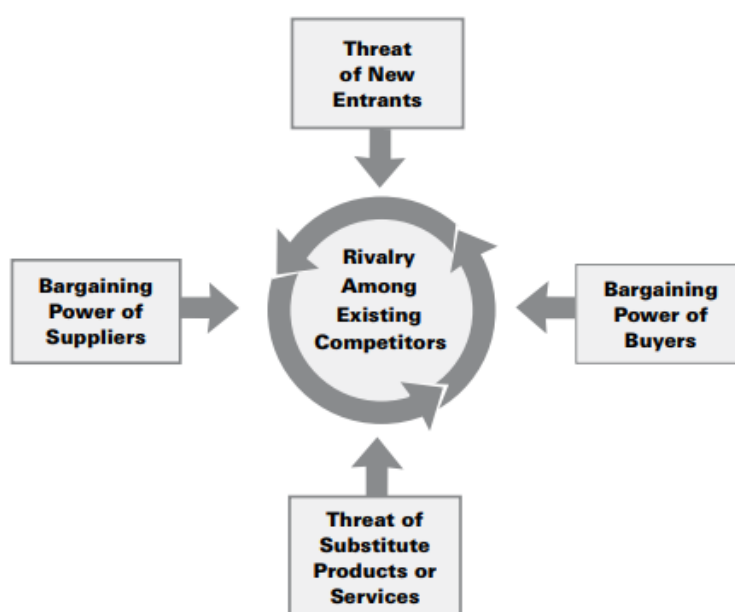 Threat
of New
Entrants
Rivalry
Among
Existing
Competitors
Bargaining
Power of
Suppliers
Bargaining
Power of
Buyers
Threat of
Substitute
Products or
Services